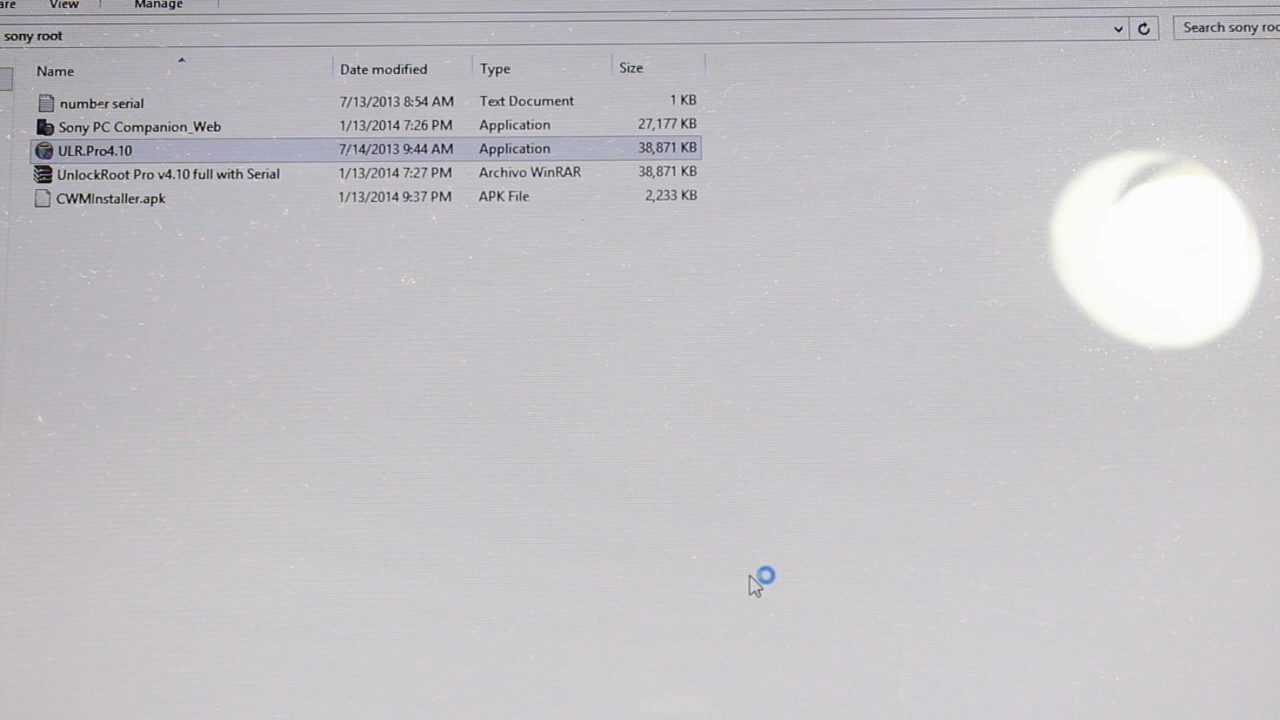 are View Manage
sony root Search sony roo
Name Date modified Type Size
number serial 7/13/2013 8:54 AM Text Document 1 KB
Sony PC Companion_Web 1/13/2014 7:26 PM Application 27,177 KB
ULR.Pro4.10 7/14/2013 9:44 AM Application 38,871 KB
UnlockRoot Pro v4.10 full with Serial 1/13/2014 7:27 PM Archivo WinRAR 38,871 KB
CWMInstaller.apk 1/13/2014 9:37 PM APK File 2,233 KB